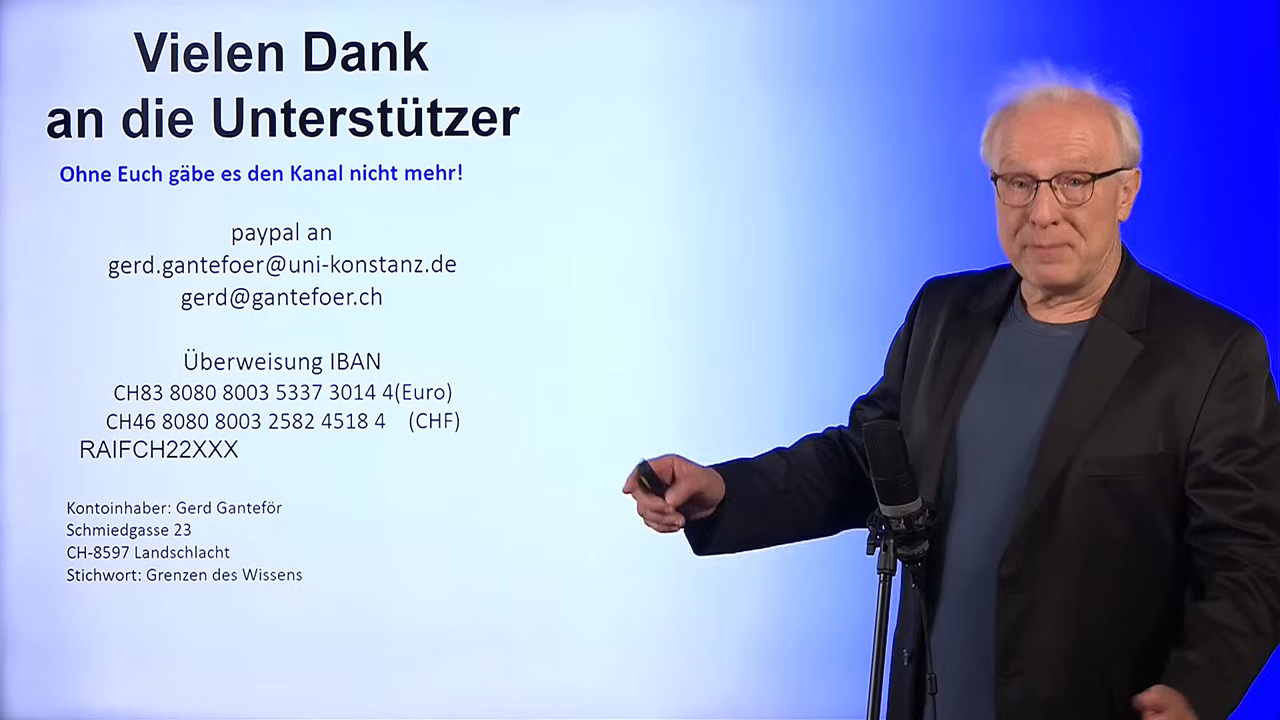 Vielen Dank
an die Unterstützer
Ohne Euch gäbe es den Kanal nicht mehr!
paypal an
gerd.gantefoer@uni-konstanz.de
gerd@gantefoer.ch
Überweisung IBAN
CH83 8080 8003 5337 3014 4(Euro)
CH46 8080 8003 2582 4518 4 (CHF)
RAIFCH22XXX
Kontoinhaber: Gerd Ganteför
Schmiedgasse 23
CH-8597 Landschlacht
Stichwort: Grenzen des Wissens